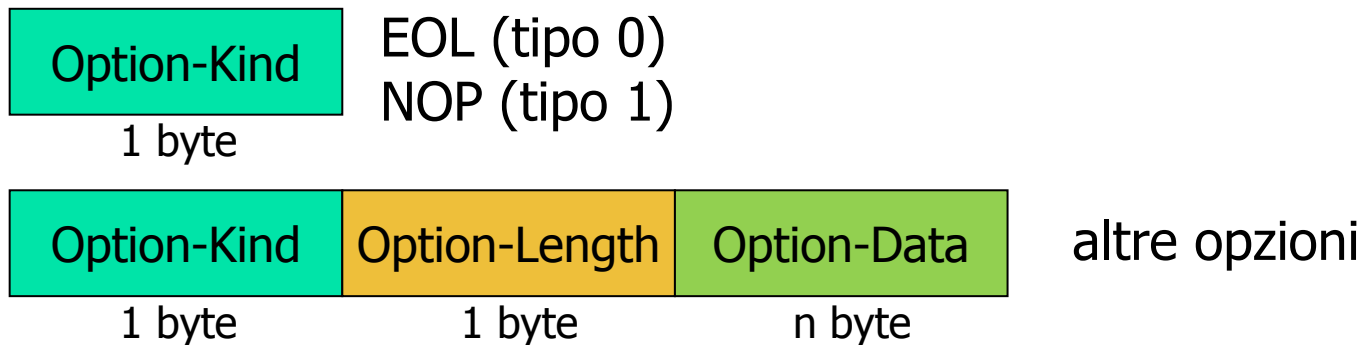 Option-Kind
EOL (tipo 0)
NOP (tipo 1)
1 byte
Option-Kind Option-Length Option-Data altre opzioni
1 byte 1 byte n byte